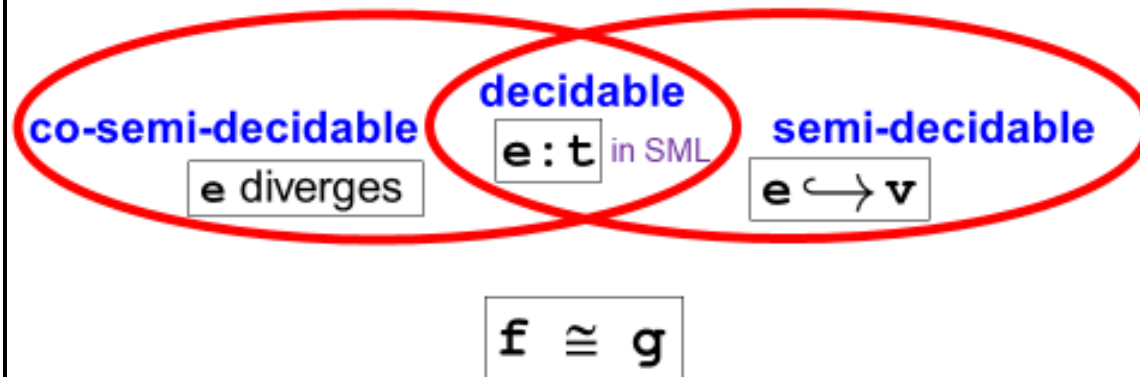 decidable
co-semi-decidable
e : t in SML
semi-decidable
e diverges
e ↪ v
f ≅ g